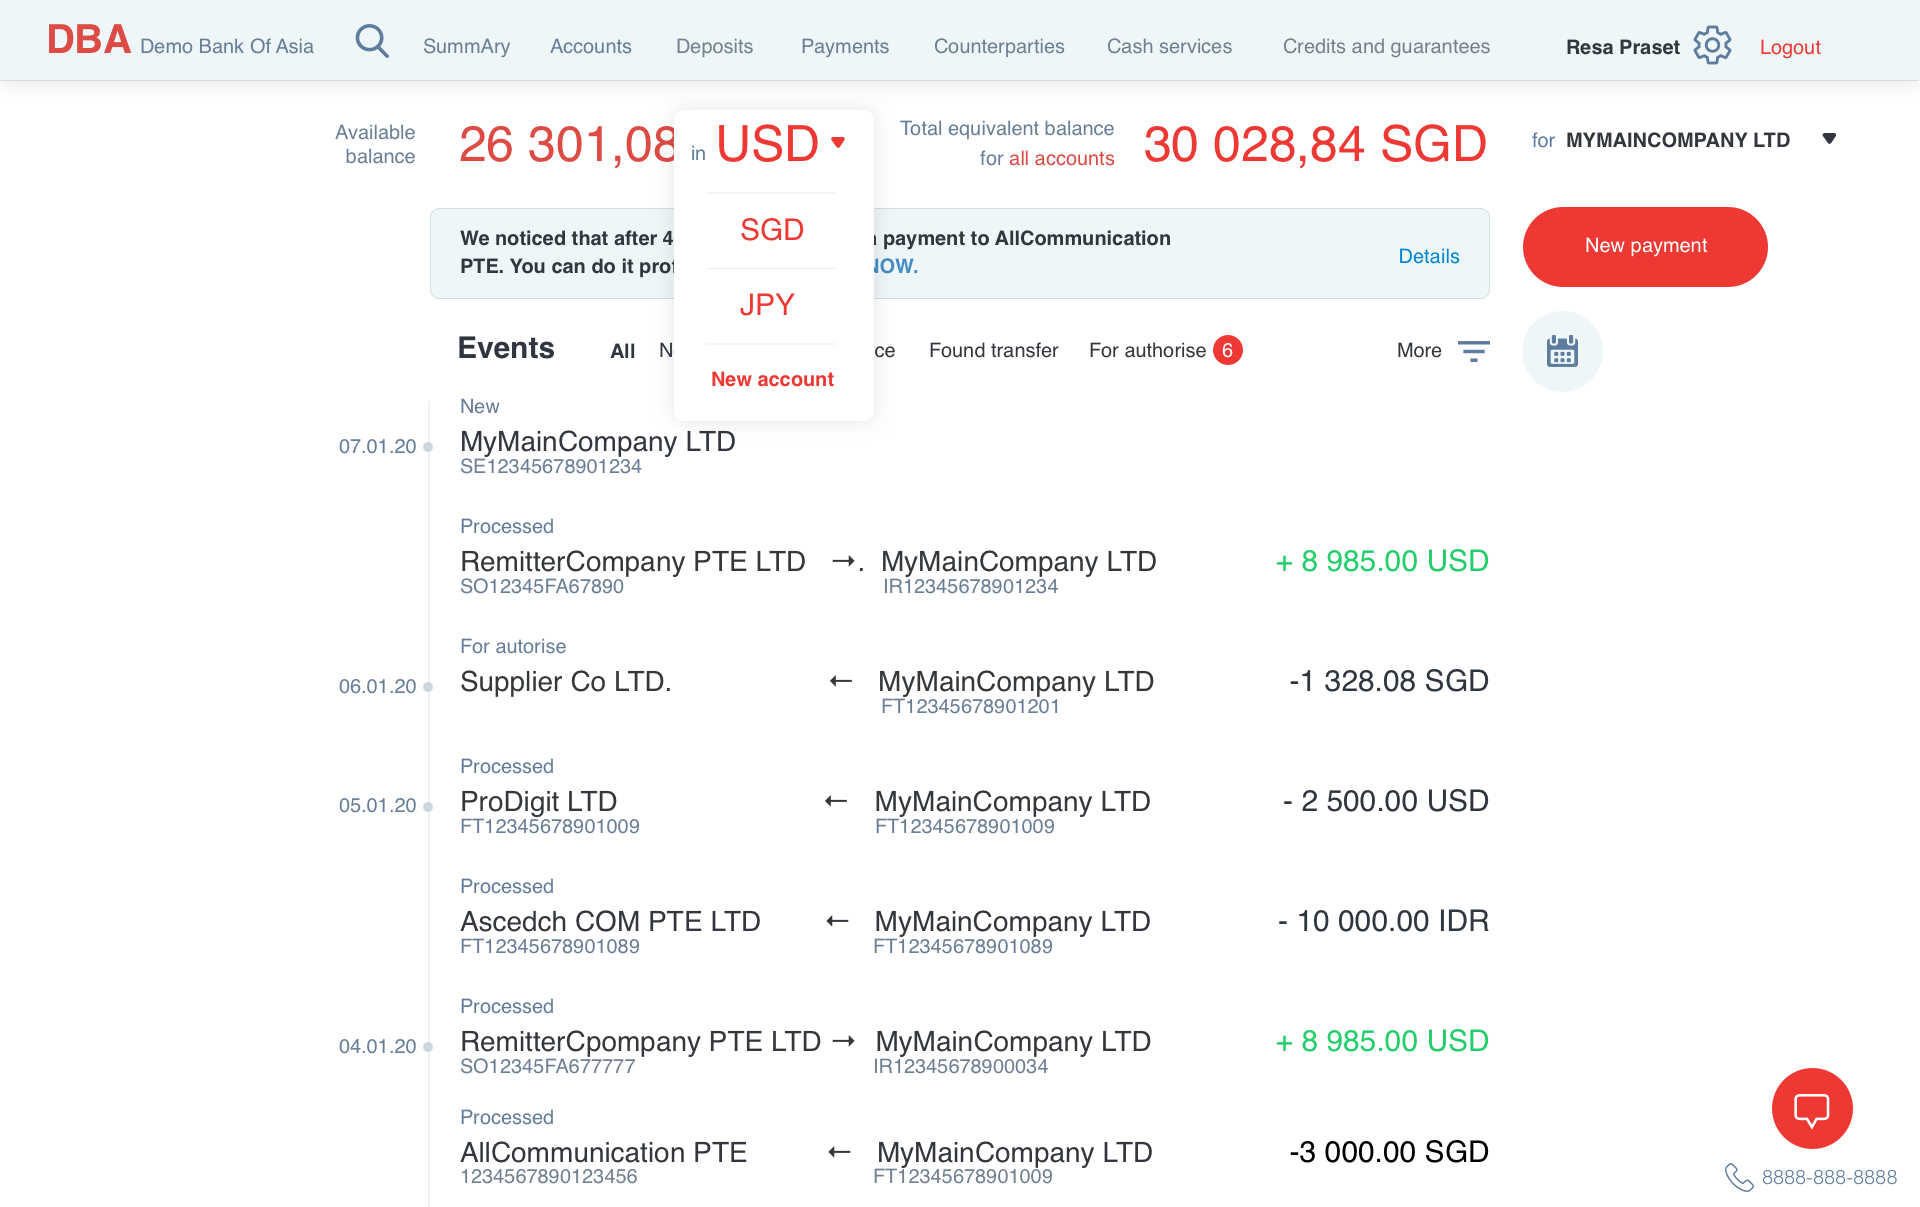 DBA Demo Bank Of Asia SummAry Accounts Deposits Payments Counterparties Cash services Credits and guarantees Resa Praset Logout
Available balance
26 301,08 in USD
SGD
JPY
New account
Total equivalent balance
for all accounts
30 028,84 SGD
for MYMAINCOMPANY LTD
We noticed that after 4 payment to AllCommunication
PTE. You can do it NOW.
Details
New payment
Events All Found transfer For authorise 6 More
New
07.01.20 MyMainCompany LTD
SE12345678901234
Processed
RemitterCompany PTE LTD →. MyMainCompany LTD + 8 985.00 USD
SO12345FA67890 IR12345678901234
For autorise
06.01.20 Supplier Co LTD. ← MyMainCompany LTD -1 328.08 SGD
FT12345678901201
Processed
05.01.20 ProDigit LTD ← MyMainCompany LTD - 2 500.00 USD
FT12345678901009 FT12345678901009
Processed
Ascedch COM PTE LTD ← MyMainCompany LTD - 10 000.00 IDR
FT12345678901089 FT12345678901089
Processed
04.01.20 RemitterCpompany PTE LTD → MyMainCompany LTD + 8 985.00 USD
SO12345FA677777 IR12345678900034
Processed
AllCommunication PTE ← MyMainCompany LTD -3 000.00 SGD
1234567890123456 FT12345678901009
8888-888-8888